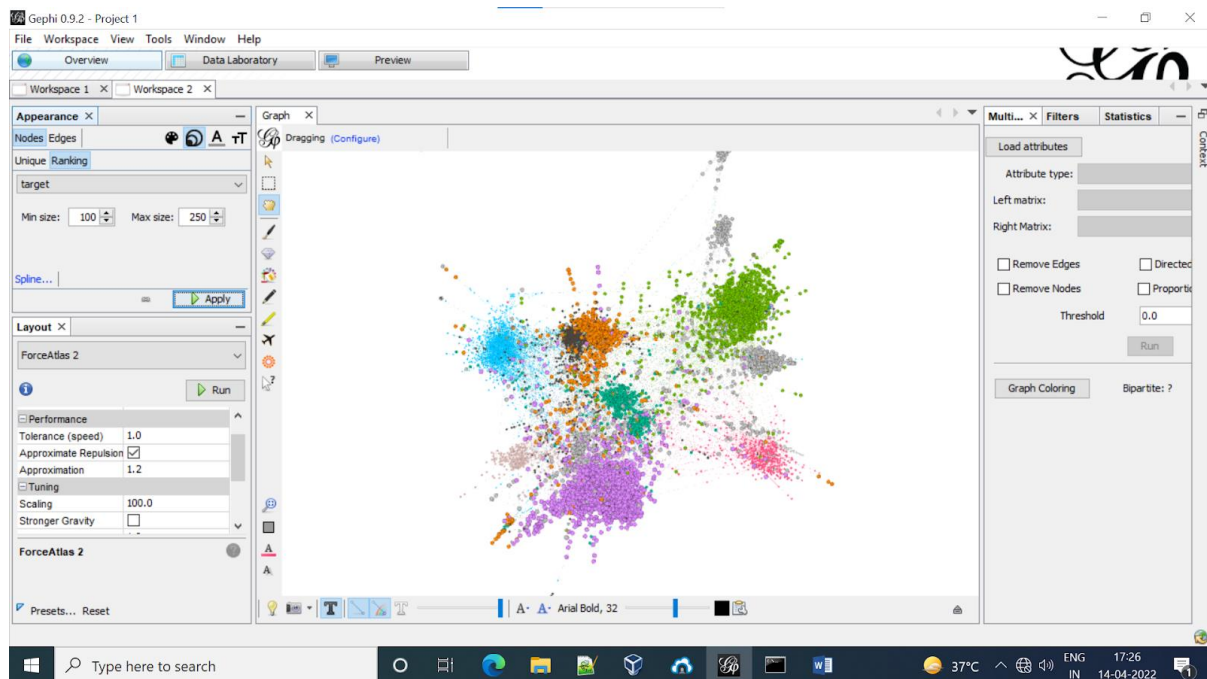 Gephi 0.9.2 - Project 1
File Workspace View Tools Window Help
Overview Data Laboratory Preview
Workspace 1 Workspace 2
Appearance
Nodes Edges
Unique Ranking
target
Min size: 100 Max size: 250
Spline...
Apply
Layout
ForceAtlas 2
Run
Performance
Tolerance (speed) 1.0
Approximate Repulsion
Approximation 1.2
Tuning
Scaling 100.0
Stronger Gravity
ForceAtlas 2
Presets... Reset
Graph
Dragging (Configure)
Arial Bold, 32
Multi... Filters Statistics
Context
Load attributes
Attribute type:
Left matrix:
Right Matrix:
Remove Edges Directed
Remove Nodes Proportio
Threshold 0.0
Run
Graph Coloring Bipartite: ?
Type here to search
37°C
ENG
IN
17:26
14-04-2022